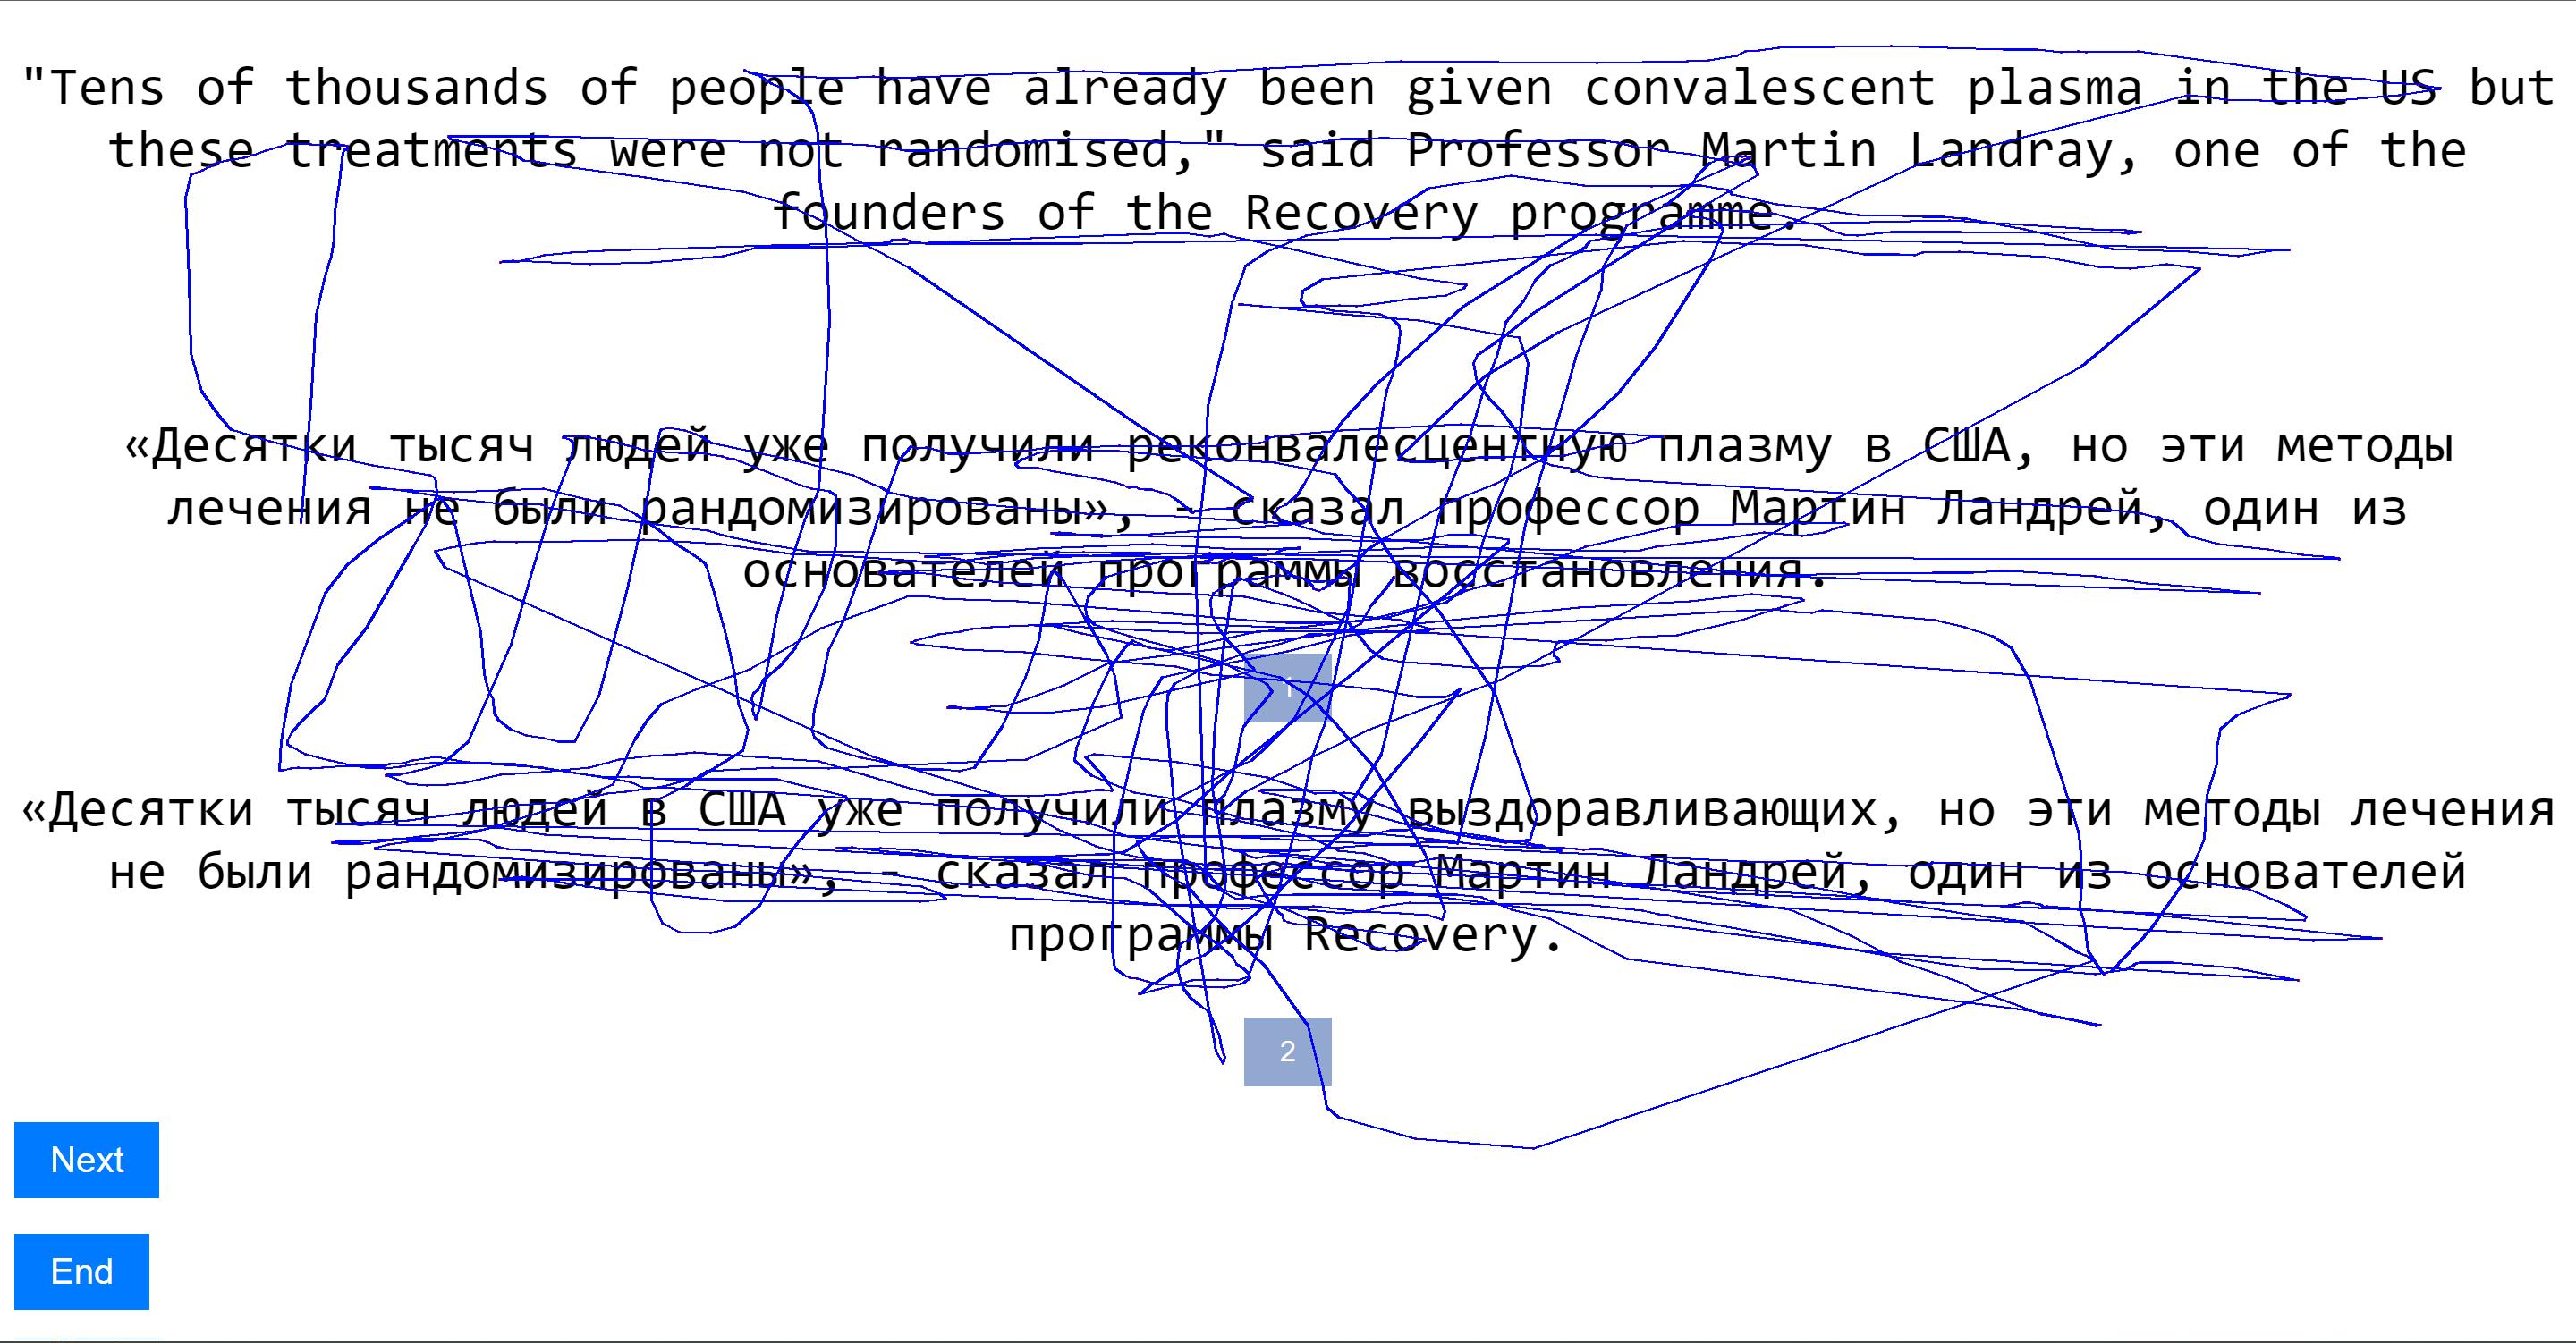 "Tens of thousands of people have already been given convalescent plasma in the US but
these treatments were not randomised," said Professor Martin Landray, one of the
founders of the Recovery programme.
«Десятки тысяч людей уже получили реконвалесцентную плазму в США, но эти методы
лечения не были рандомизированы», - сказал профессор Мартин Ландрей, один из
основателей программы восстановления.
1
«Десятки тысяч людей в США уже получили плазму выздоравливающих, но эти методы лечения
не были рандомизированы», - сказал профессор Мартин Ландрей, один из основателей
программы Recovery.
2
Next
End